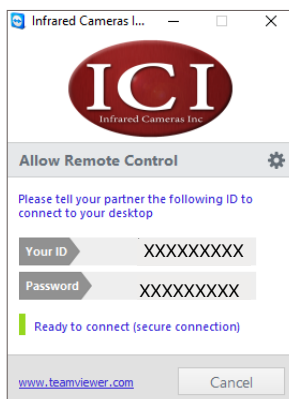 Infrared Cameras I...
ICI
Infrared Cameras Inc
Allow Remote Control
Please tell your partner the following ID to
connect to your desktop
Your ID XXXXXXXXX
Password XXXXXXXXX
Ready to connect (secure connection)
www.teamviewer.com Cancel